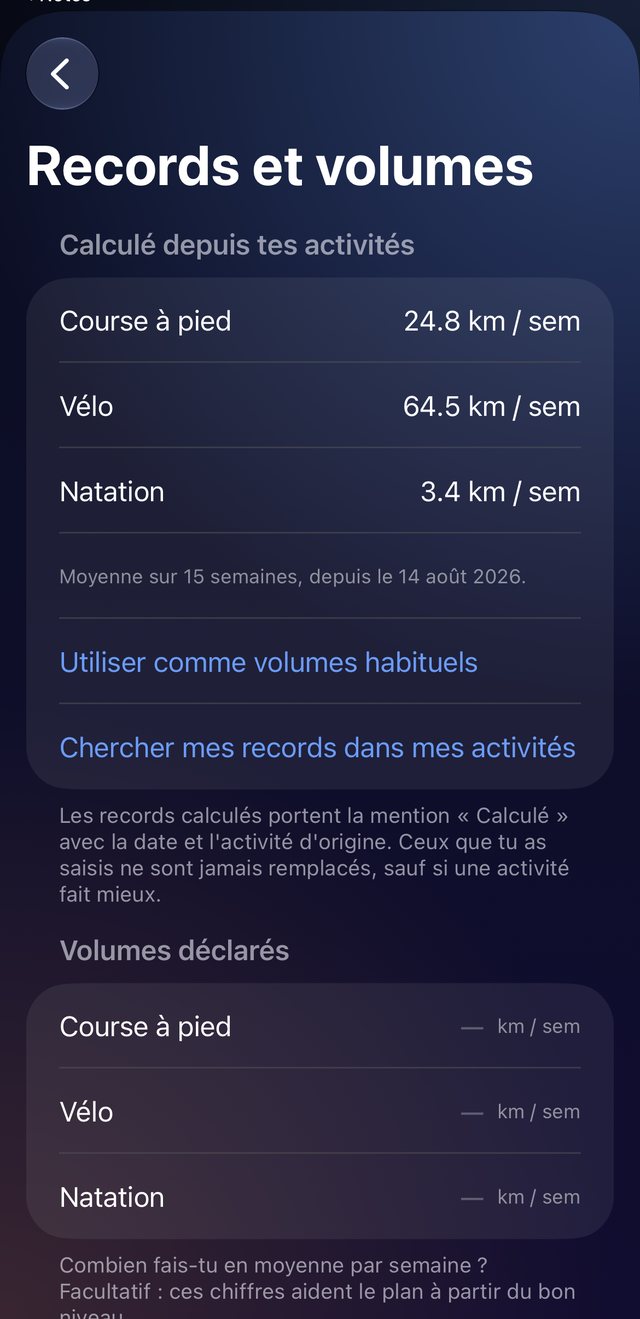 Records et volumes
Calculé depuis tes activités
Course à pied 24.8 km / sem
Vélo 64.5 km / sem
Natation 3.4 km / sem
Moyenne sur 15 semaines, depuis le 14 août 2026.
Utiliser comme volumes habituels
Chercher mes records dans mes activités
Les records calculés portent la mention « Calculé »
avec la date et l'activité d'origine. Ceux que tu as
saisis ne sont jamais remplacés, sauf si une activité
fait mieux.
Volumes déclarés
Course à pied — km / sem
Vélo — km / sem
Natation — km / sem
Combien fais-tu en moyenne par semaine ?
Facultatif : ces chiffres aident le plan à partir du bon
niveau